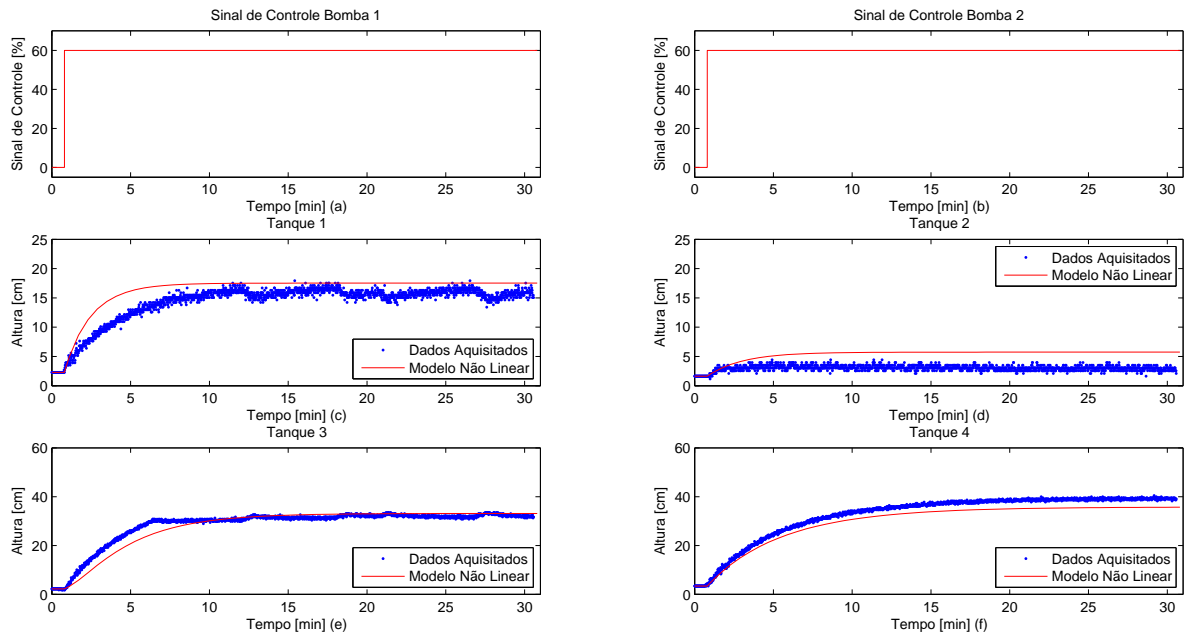 Sinal de Controle Bomba 1
Sinal de Controle [%]
60
40
20
0
0 5 10 15 20 25 30
Tempo [min] (a)
Sinal de Controle Bomba 2
Sinal de Controle [%]
60
40
20
0
0 5 10 15 20 25 30
Tempo [min] (b)
Tanque 1
Altura [cm]
25
20
15
10
5
0
Dados Aquisitados
Modelo Não Linear
0 5 10 15 20 25 30
Tempo [min] (c)
Tanque 2
Altura [cm]
25
20
15
10
5
0
Dados Aquisitados
Modelo Não Linear
0 5 10 15 20 25 30
Tempo [min] (d)
Tanque 3
Altura [cm]
60
40
20
0
Dados Aquisitados
Modelo Não Linear
0 5 10 15 20 25 30
Tempo [min] (e)
Tanque 4
Altura [cm]
60
40
20
0
Dados Aquisitados
Modelo Não Linear
0 5 10 15 20 25 30
Tempo [min] (f)